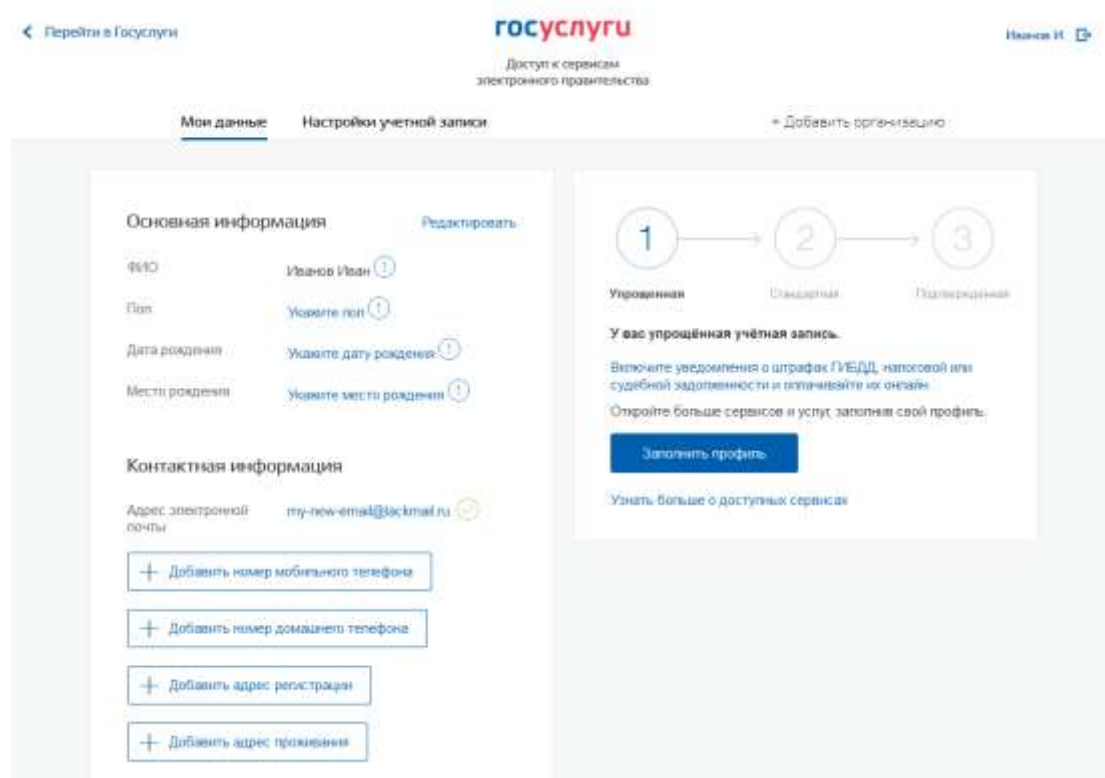 Перейти в Госуслуги
госуслуги
Иванов И.
Доступ к сервисам
электронного правительства
Мои данные
Настройки учетной записи
+ Добавить организацию
Основная информация
Редактировать
ФИО
Иванов Иван
Пол
Укажите пол
Дата рождения
Укажите дату рождения
Место рождения
Укажите место рождения
Контактная информация
Адрес электронной
почты
my-new-email@lackmail.ru
+ Добавить номер мобильного телефона
+ Добавить номер домашнего телефона
+ Добавить адрес регистрации
+ Добавить адрес проживания
1
2
3
Упрощенная
Стандартная
Подтвержденная
У вас упрощённая учётная запись.
Включите уведомления о штрафах ГИБДД, налоговой или
судебной задолженности и оплачивайте их онлайн.
Откройте больше сервисов и услуг, заполнив свой профиль.
Заполнить профиль
Узнать больше о доступных сервисах